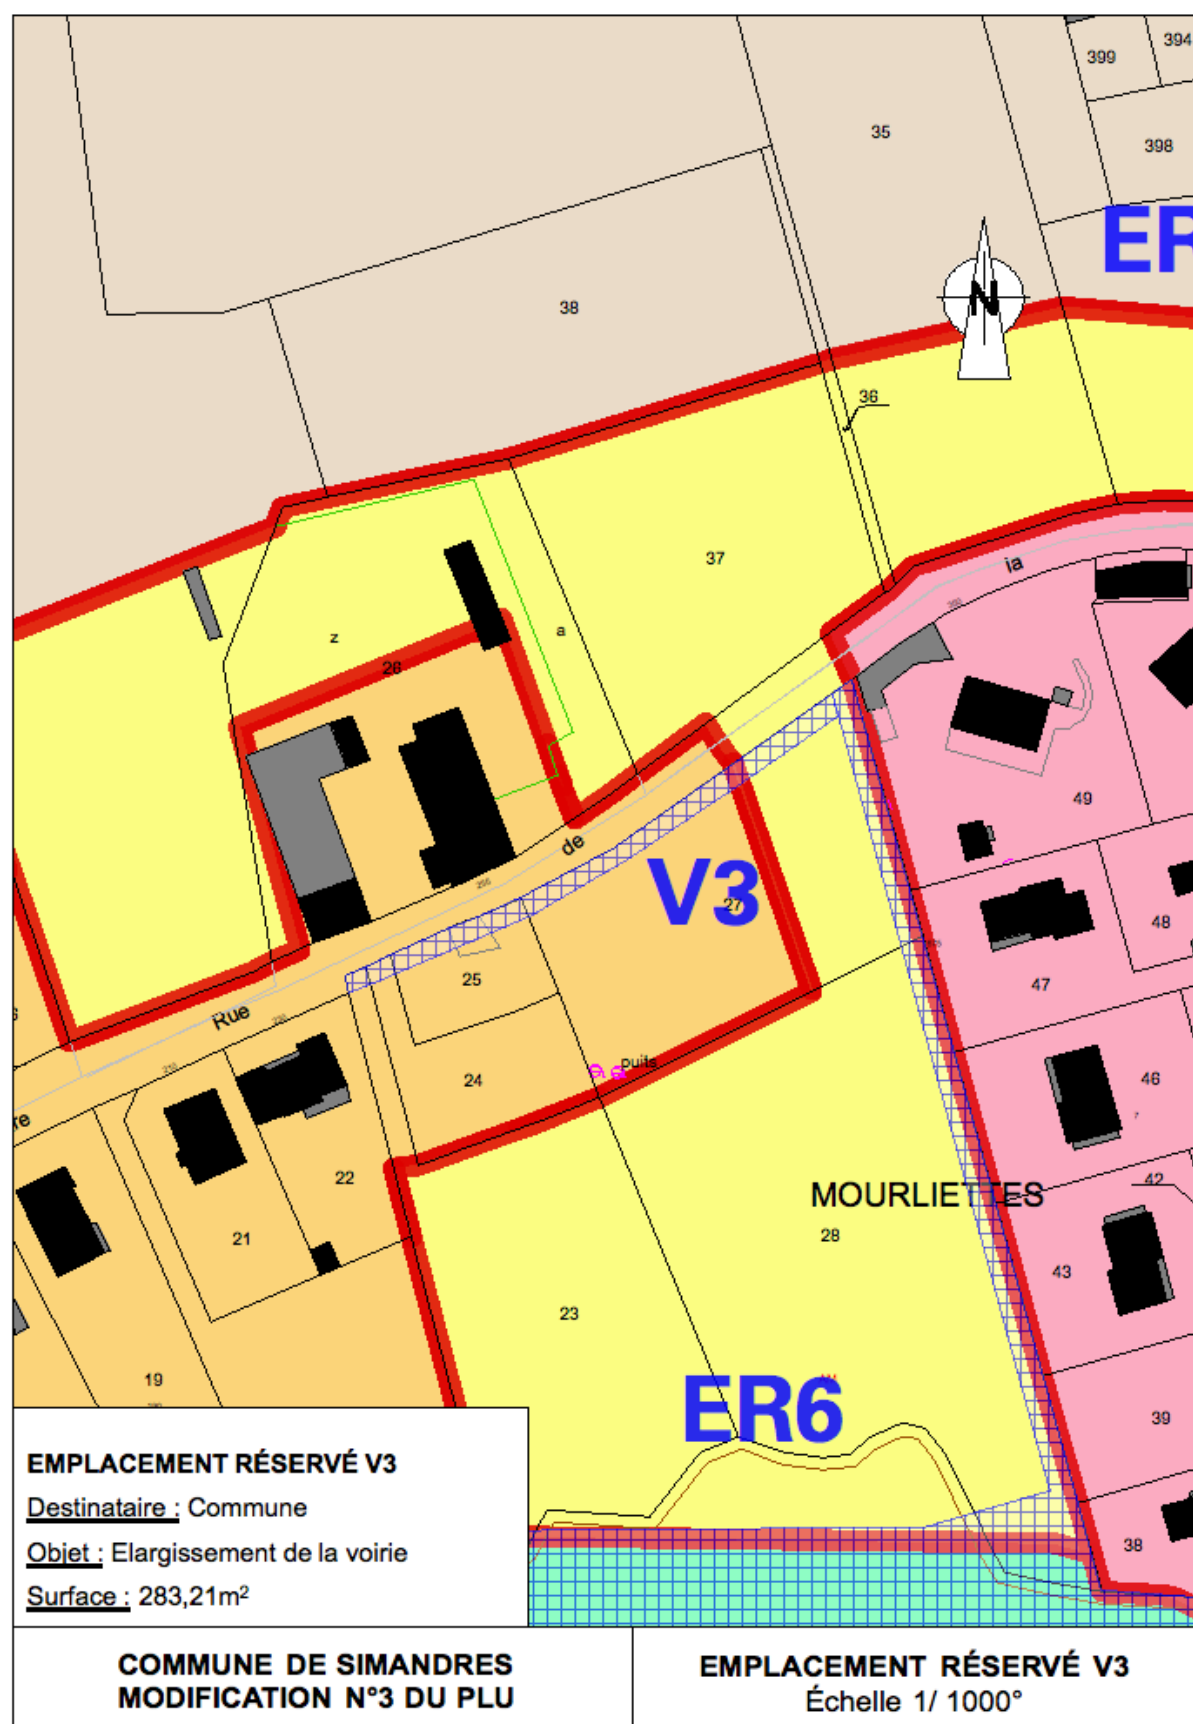 399
394
35
398
ER
N
38
36
37
ia
z
a
26
49
de
V3
27
48
25
47
Rue
puits
24
46
re
22
42
MOURLIETTES
21
28
43
23
19
ER6
39
38
EMPLACEMENT RÉSERVÉ V3
Destinataire : Commune
Objet : Elargissement de la voirie
Surface : 283,21m²
COMMUNE DE SIMANDRES
MODIFICATION N°3 DU PLU
EMPLACEMENT RÉSERVÉ V3
Échelle 1/ 1000°